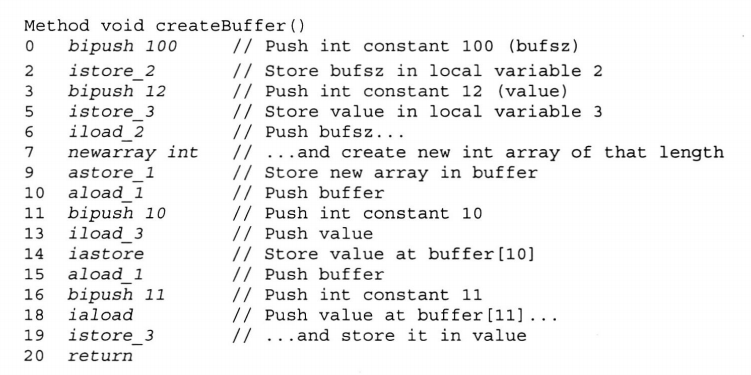 Method void createBuffer()
0 bipush 100 // Push int constant 100 (bufsz)
2 istore_2 // Store bufsz in local variable 2
3 bipush 12 // Push int constant 12 (value)
5 istore_3 // Store value in local variable 3
6 iload_2 // Push bufsz...
7 newarray int // ...and create new int array of that length
9 astore_1 // Store new array in buffer
10 aload_1 // Push buffer
11 bipush 10 // Push int constant 10
13 iload_3 // Push value
14 iastore // Store value at buffer[10]
15 aload_1 // Push buffer
16 bipush 11 // Push int constant 11
18 iaload // Push value at buffer[11]...
19 istore_3 // ...and store it in value
20 return